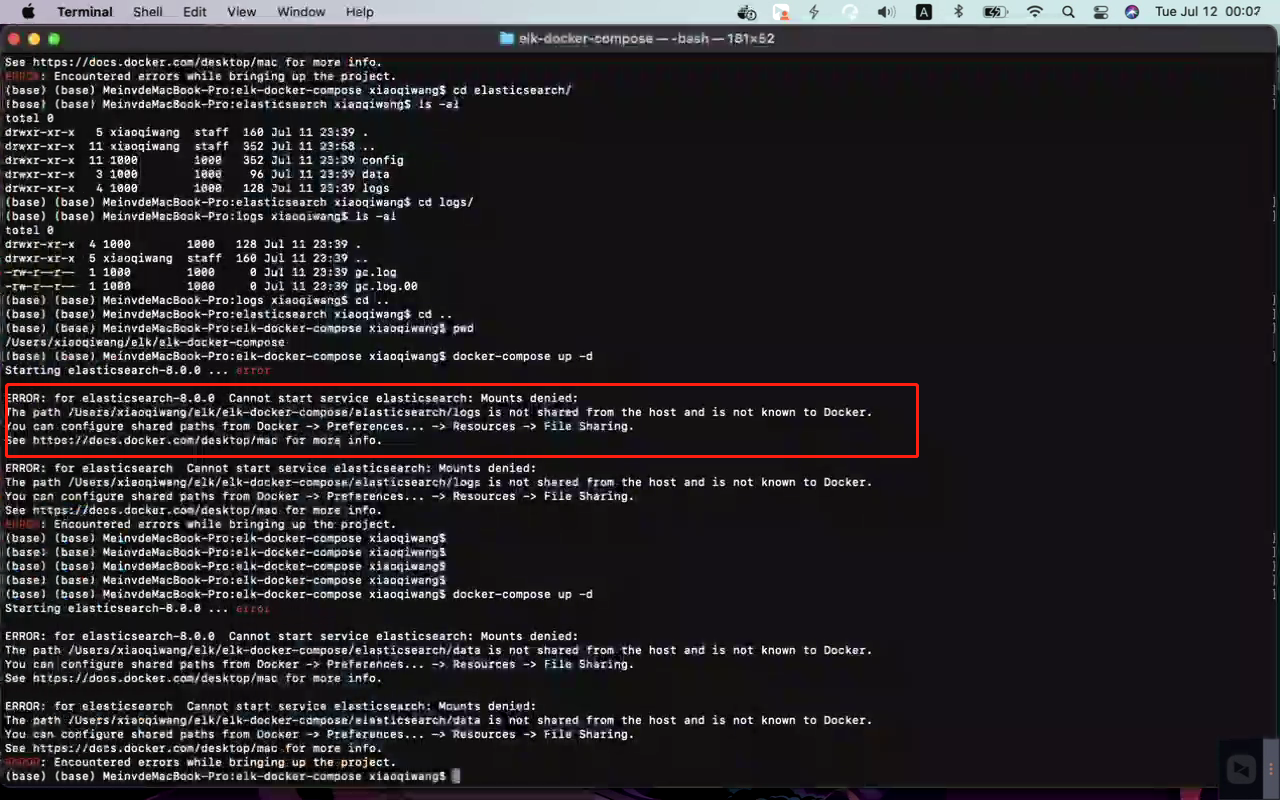 Terminal Shell Edit View Window Help A Tue Jul 12 00:07
elk-docker-compose — -bash — 181×52
See https://docs.docker.com/desktop/mac for more info.
ERROR: Encountered errors while bringing up the project.
(base) (base) MeinvdeMacBook-Pro:elk-docker-compose xiaoqiwang$ cd elasticsearch/
(base) (base) MeinvdeMacBook-Pro:elasticsearch xiaoqiwang$ ls -al
total 0
drwxr-xr-x 5 xiaoqiwang staff 160 Jul 11 23:39 .
drwxr-xr-x 11 xiaoqiwang staff 352 Jul 11 23:58 ..
drwxr-xr-x 11 1000 1000 352 Jul 11 23:39 config
drwxr-xr-x 3 1000 1000 96 Jul 11 23:39 data
drwxr-xr-x 4 1000 1000 128 Jul 11 23:39 logs
(base) (base) MeinvdeMacBook-Pro:elasticsearch xiaoqiwang$ cd logs/
(base) (base) MeinvdeMacBook-Pro:logs xiaoqiwang$ ls -al
total 0
drwxr-xr-x 4 1000 1000 128 Jul 11 23:39 .
drwxr-xr-x 5 xiaoqiwang staff 160 Jul 11 23:39 ..
-rw-r--r-- 1 1000 1000 0 Jul 11 23:39 gc.log
-rw-r--r-- 1 1000 1000 0 Jul 11 23:39 gc.log.00
(base) (base) MeinvdeMacBook-Pro:logs xiaoqiwang$ cd ..
(base) (base) MeinvdeMacBook-Pro:elasticsearch xiaoqiwang$ cd ..
(base) (base) MeinvdeMacBook-Pro:elk-docker-compose xiaoqiwang$ pwd
/Users/xiaoqiwang/elk/elk-docker-compose
(base) (base) MeinvdeMacBook-Pro:elk-docker-compose xiaoqiwang$ docker-compose up -d
Starting elasticsearch-8.0.0 ... error
ERROR: for elasticsearch-8.0.0 Cannot start service elasticsearch: Mounts denied:
The path /Users/xiaoqiwang/elk/elk-docker-compose/elasticsearch/logs is not shared from the host and is not known to Docker.
You can configure shared paths from Docker -> Preferences... -> Resources -> File Sharing.
See https://docs.docker.com/desktop/mac for more info.
ERROR: for elasticsearch Cannot start service elasticsearch: Mounts denied:
The path /Users/xiaoqiwang/elk/elk-docker-compose/elasticsearch/logs is not shared from the host and is not known to Docker.
You can configure shared paths from Docker -> Preferences... -> Resources -> File Sharing.
See https://docs.docker.com/desktop/mac for more info.
ERROR: Encountered errors while bringing up the project.
(base) (base) MeinvdeMacBook-Pro:elk-docker-compose xiaoqiwang$
(base) (base) MeinvdeMacBook-Pro:elk-docker-compose xiaoqiwang$
(base) (base) MeinvdeMacBook-Pro:elk-docker-compose xiaoqiwang$
(base) (base) MeinvdeMacBook-Pro:elk-docker-compose xiaoqiwang$
(base) (base) MeinvdeMacBook-Pro:elk-docker-compose xiaoqiwang$ docker-compose up -d
Starting elasticsearch-8.0.0 ... error
ERROR: for elasticsearch-8.0.0 Cannot start service elasticsearch: Mounts denied:
The path /Users/xiaoqiwang/elk/elk-docker-compose/elasticsearch/data is not shared from the host and is not known to Docker.
You can configure shared paths from Docker -> Preferences... -> Resources -> File Sharing.
See https://docs.docker.com/desktop/mac for more info.
ERROR: for elasticsearch Cannot start service elasticsearch: Mounts denied:
The path /Users/xiaoqiwang/elk/elk-docker-compose/elasticsearch/data is not shared from the host and is not known to Docker.
You can configure shared paths from Docker -> Preferences... -> Resources -> File Sharing.
See https://docs.docker.com/desktop/mac for more info.
ERROR: Encountered errors while bringing up the project.
(base) (base) MeinvdeMacBook-Pro:elk-docker-compose xiaoqiwang$